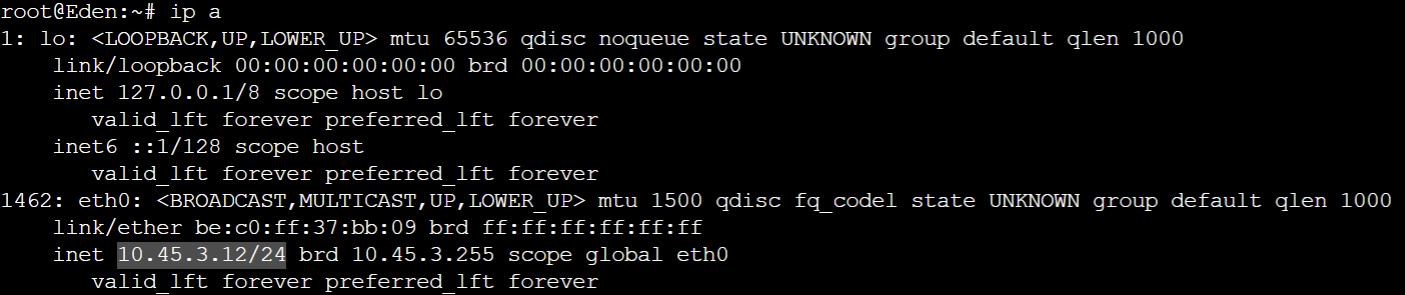 root@Eden:~# ip a
1: lo: <LOOPBACK,UP,LOWER_UP> mtu 65536 qdisc noqueue state UNKNOWN group default qlen 1000
    link/loopback 00:00:00:00:00:00 brd 00:00:00:00:00:00
    inet 127.0.0.1/8 scope host lo
       valid_lft forever preferred_lft forever
    inet6 ::1/128 scope host
       valid_lft forever preferred_lft forever
1462: eth0: <BROADCAST,MULTICAST,UP,LOWER_UP> mtu 1500 qdisc fq_codel state UNKNOWN group default qlen 1000
    link/ether be:c0:ff:37:bb:09 brd ff:ff:ff:ff:ff:ff
    inet 10.45.3.12/24 brd 10.45.3.255 scope global eth0
       valid_lft forever preferred_lft forever